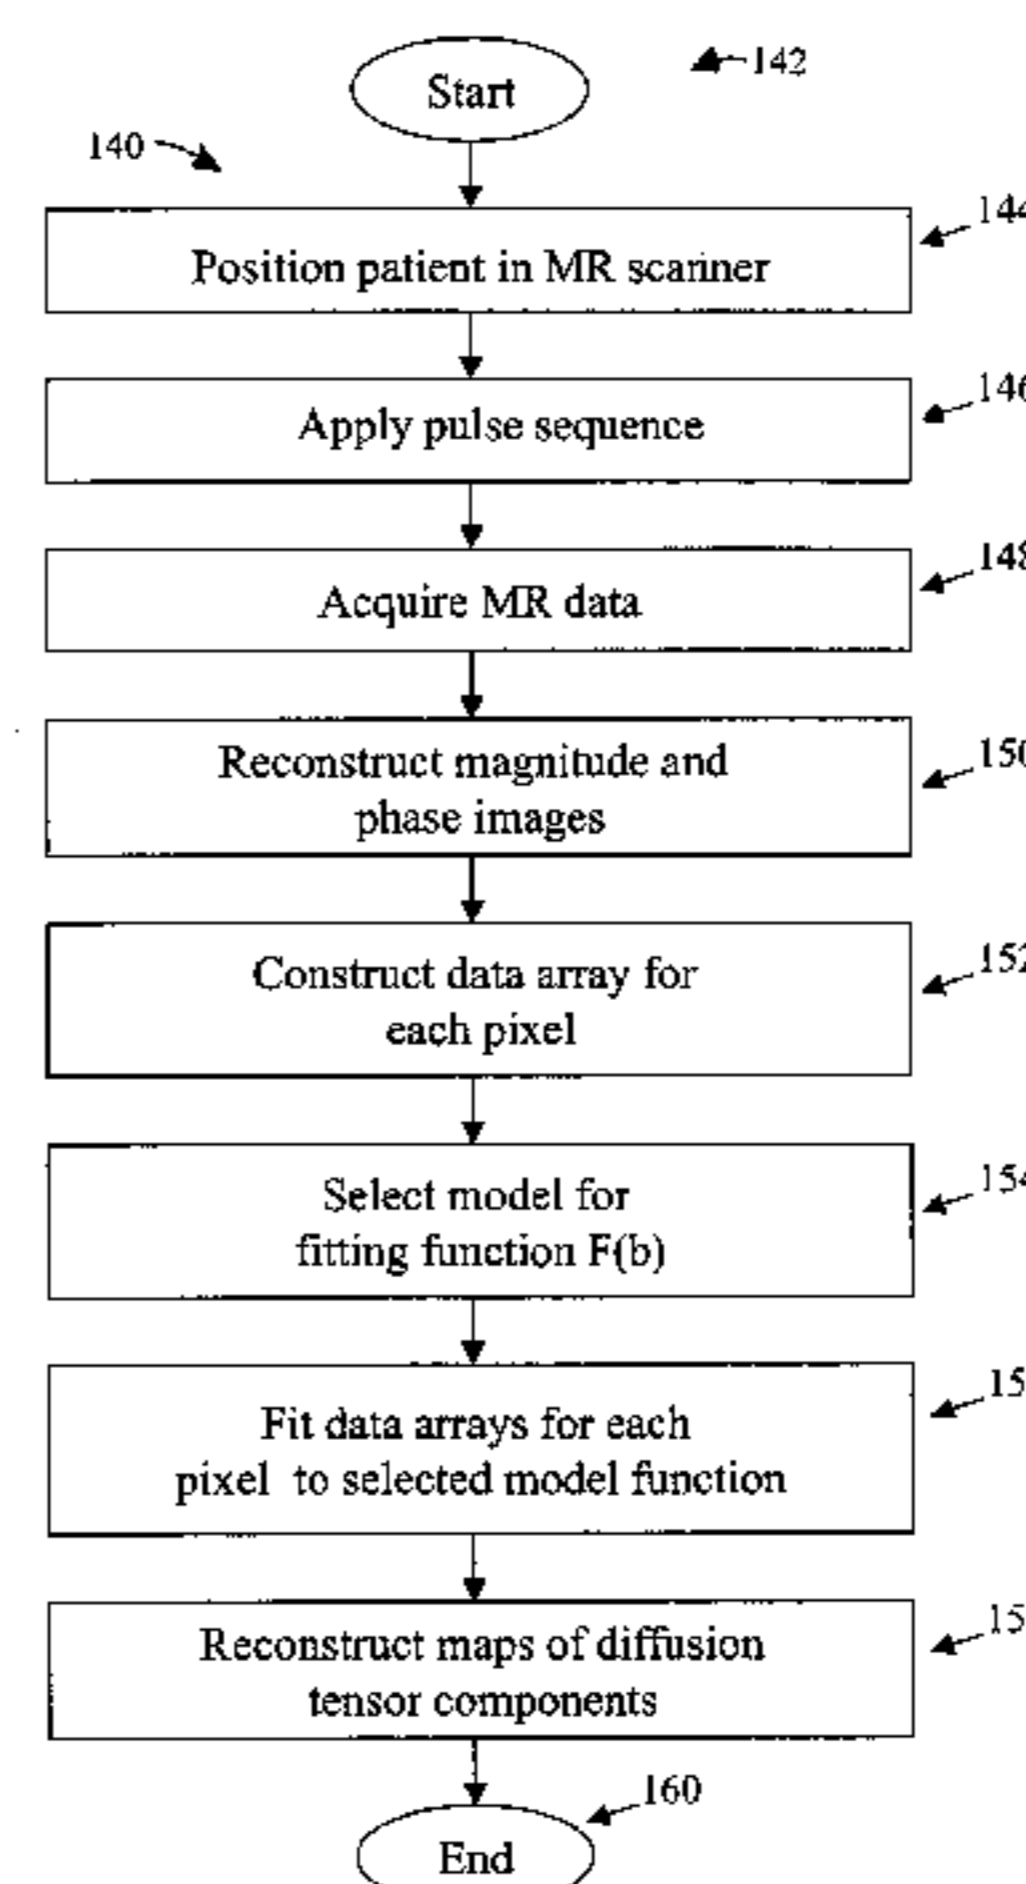 Start
142
140
Position patient in MR scanner
144
Apply pulse sequence
146
Acquire MR data
148
Reconstruct magnitude and
phase images
150
Construct data array for
each pixel
152
Select model for
fitting function F(b)
154
Fit data arrays for each
pixel to selected model function
Reconstruct maps of diffusion
tensor components
160
End